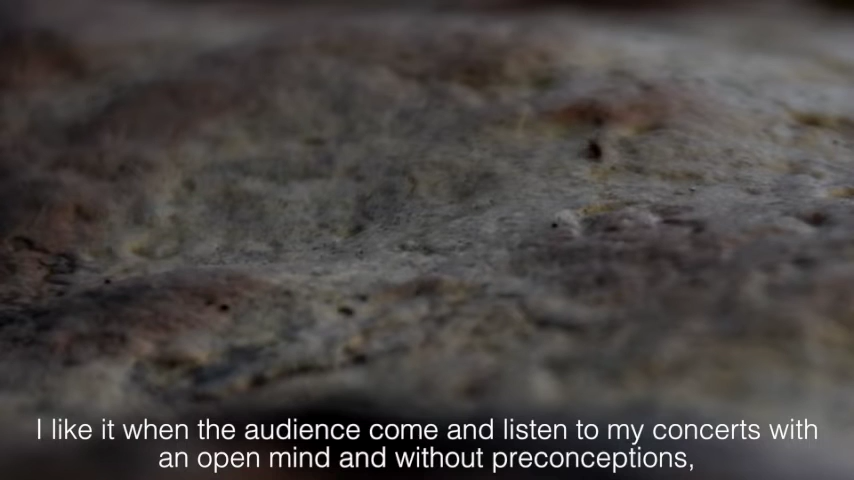 I like it when the audience come and listen to my concerts with
an open mind and without preconceptions,